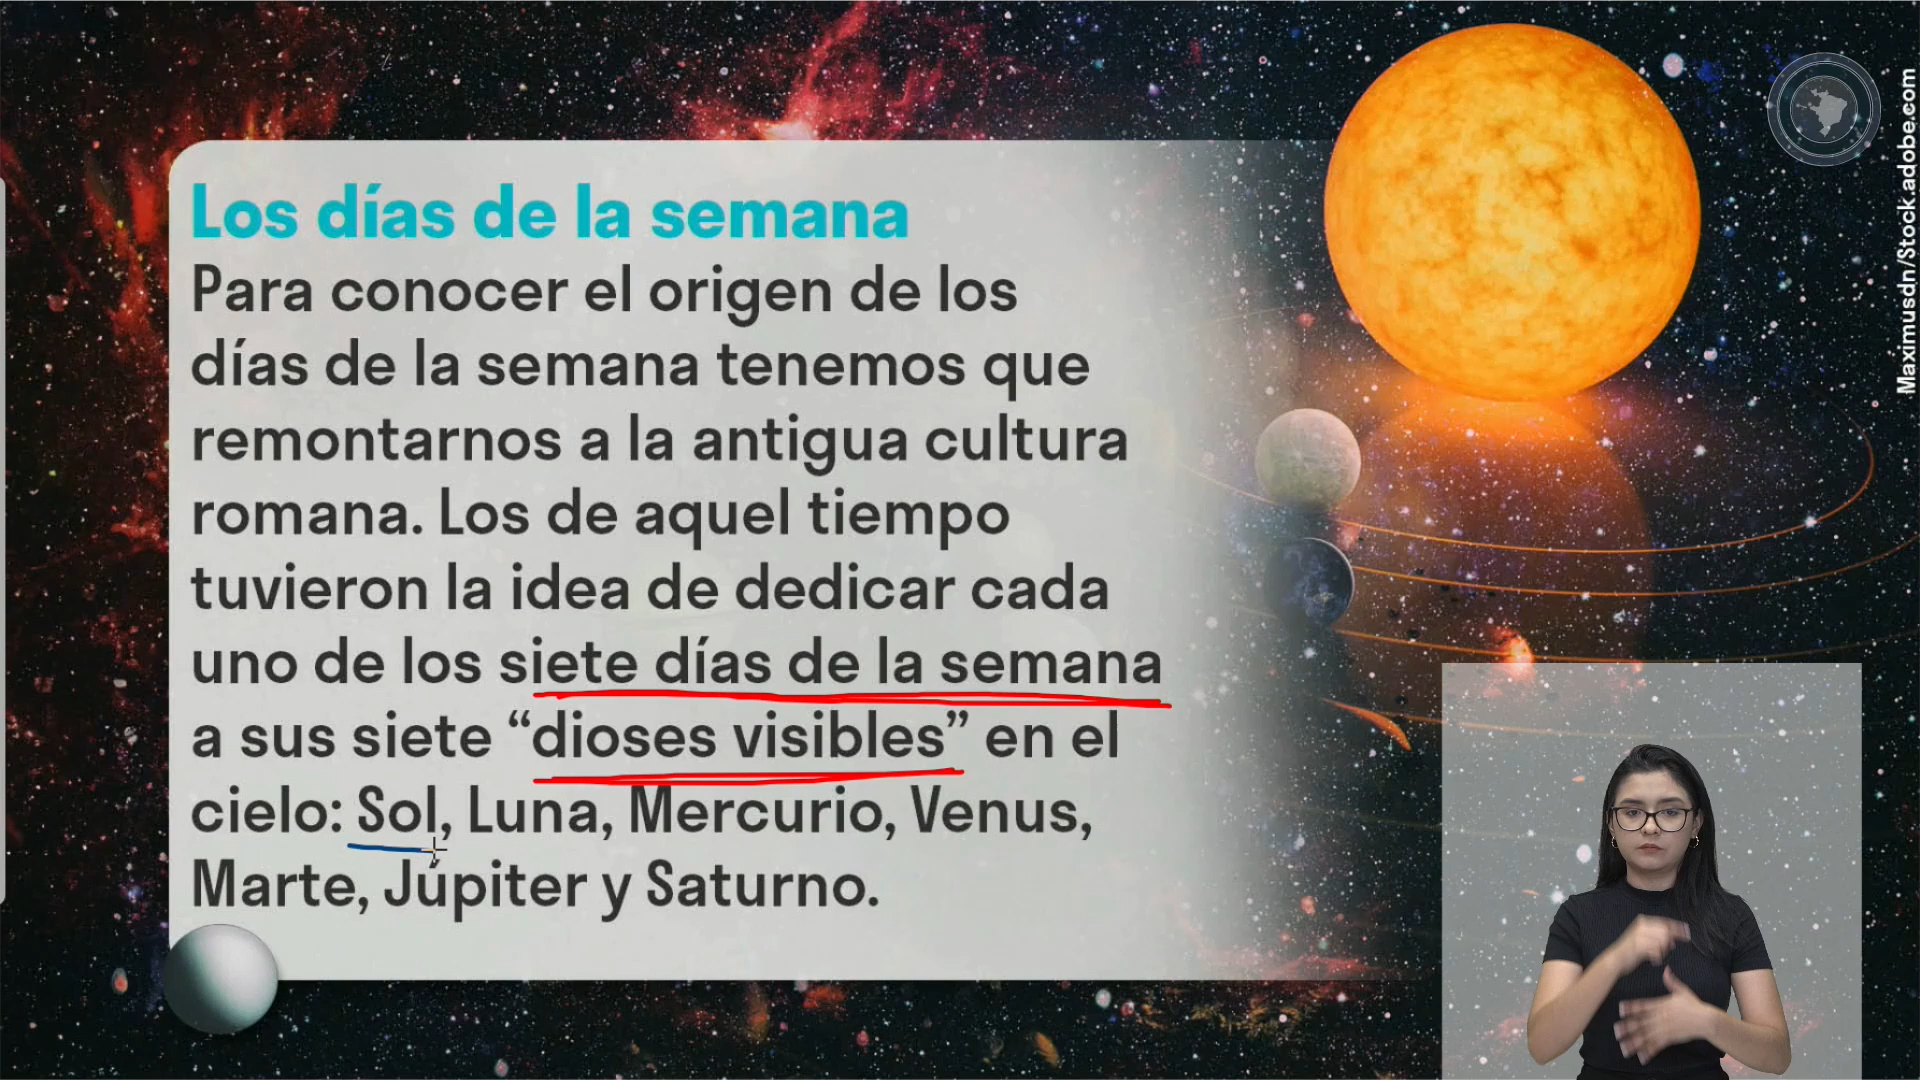 Los días de la semana
Para conocer el origen de los
días de la semana tenemos que
remontarnos a la antigua cultura
romana. Los de aquel tiempo
tuvieron la idea de dedicar cada
uno de los siete días de la semana
a sus siete “dioses visibles” en el
cielo: Sol, Luna, Mercurio, Venus,
Marte, Júpiter y Saturno.
Maximusdn/Stock.adobe.com